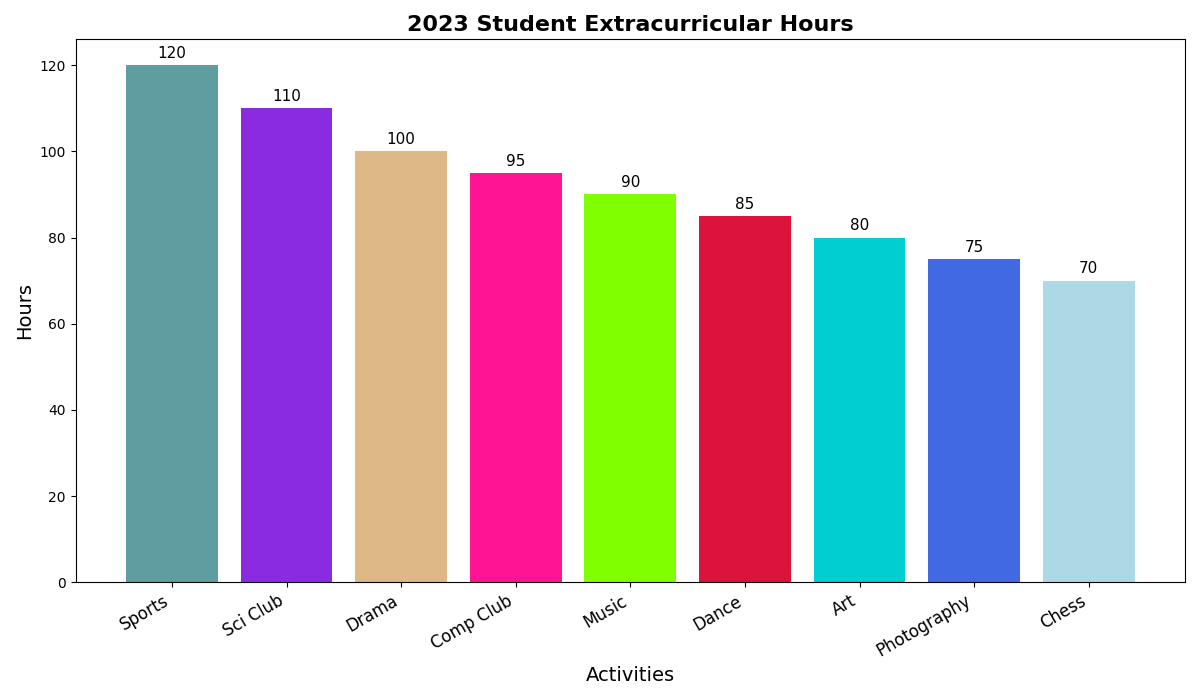 2023 Student Extracurricular Hours
120
110
100
95
90
85
80
75
70
120
100
80
60
40
20
0
Hours
Sports
Sci Club
Drama
Comp Club
Music
Dance
Art
Photography
Chess
Activities